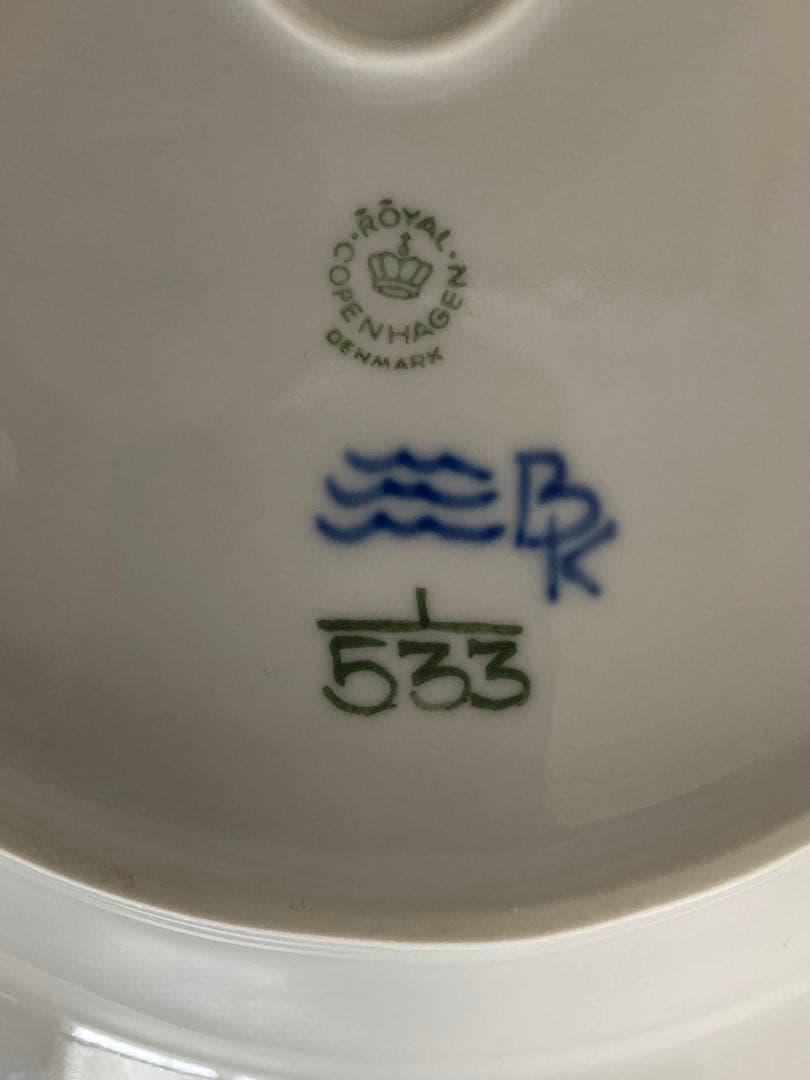 ROYAL
COPENHAGEN
DENMARK
BK
1
533